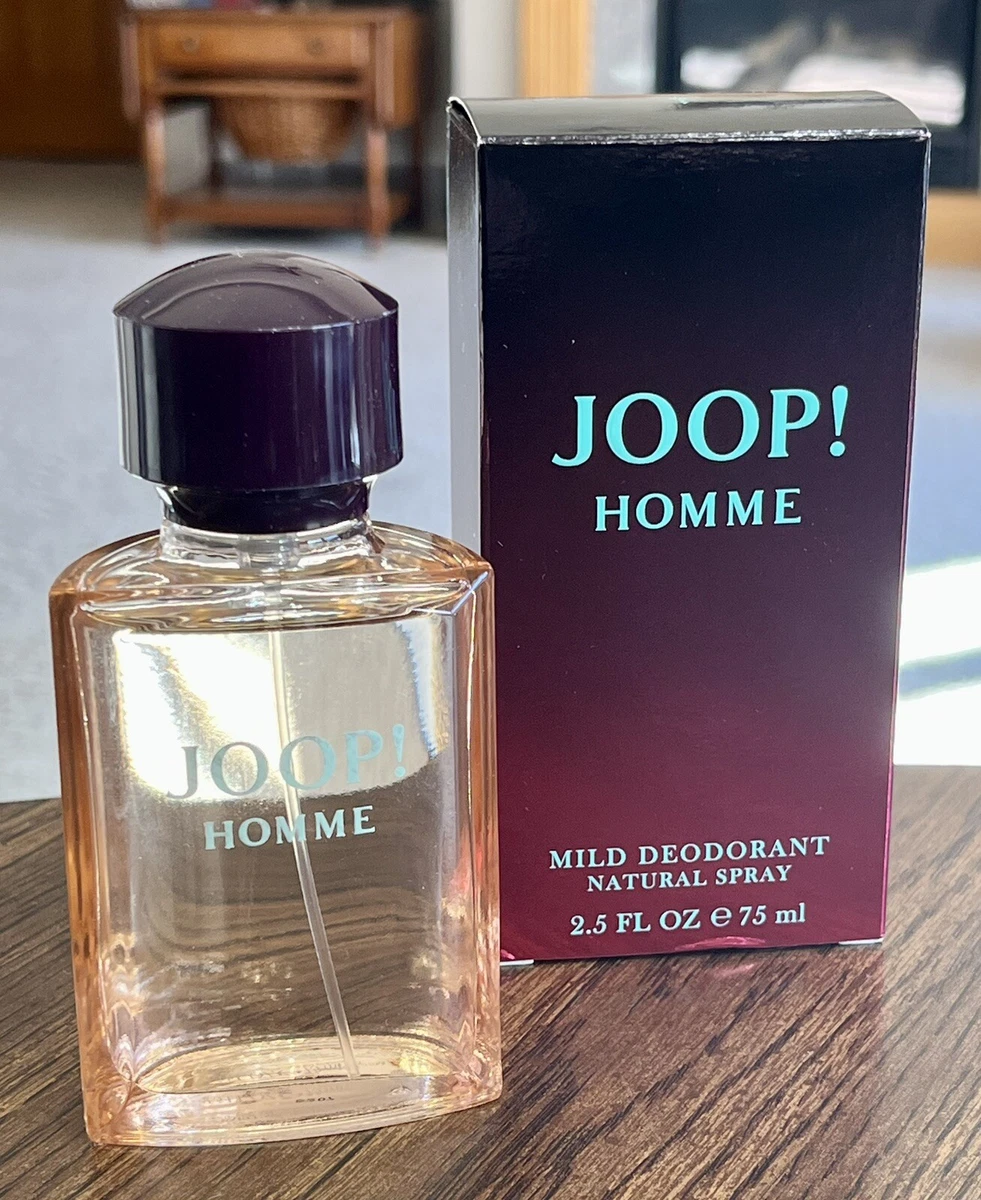 JOOP!
HOMME
JOOP!
HOMME
MILD DEODORANT
NATURAL SPRAY
2.5 FL OZ ℮ 75 ml